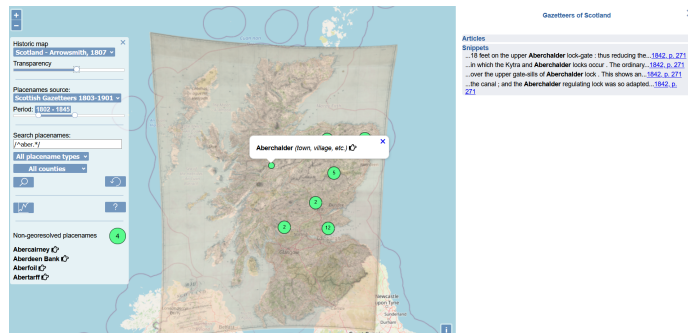 +
−
Historic map
×
Scotland - Arrowsmith, 1807
Transparency
Placenames source:
Scottish Gazetteers 1803-1901
Period: 1802 - 1845
Search placenames:
/^aber.*/
All placename types
All counties
?
Non-georesolved placenames
4
Abercairney
Aberdeen Bank
Aberfoil
Abertarff
Aberchalder (town, village, etc.)
×
5
2
2
12
Newcastle
upon Tyne
Sunderland
Durham
i
Gazetteers of Scotland
Articles
Snippets
...18 feet on the upper Aberchalder lock-gate : thus reducing the...1842, p. 271
...in which the Kytra and Aberchalder locks occur . The ordinary...1842, p. 271
...over the upper gate-sills of Aberchalder lock . This shows an...1842, p. 271
...the canal ; and the Aberchalder regulating lock was so adapted...1842, p.
271